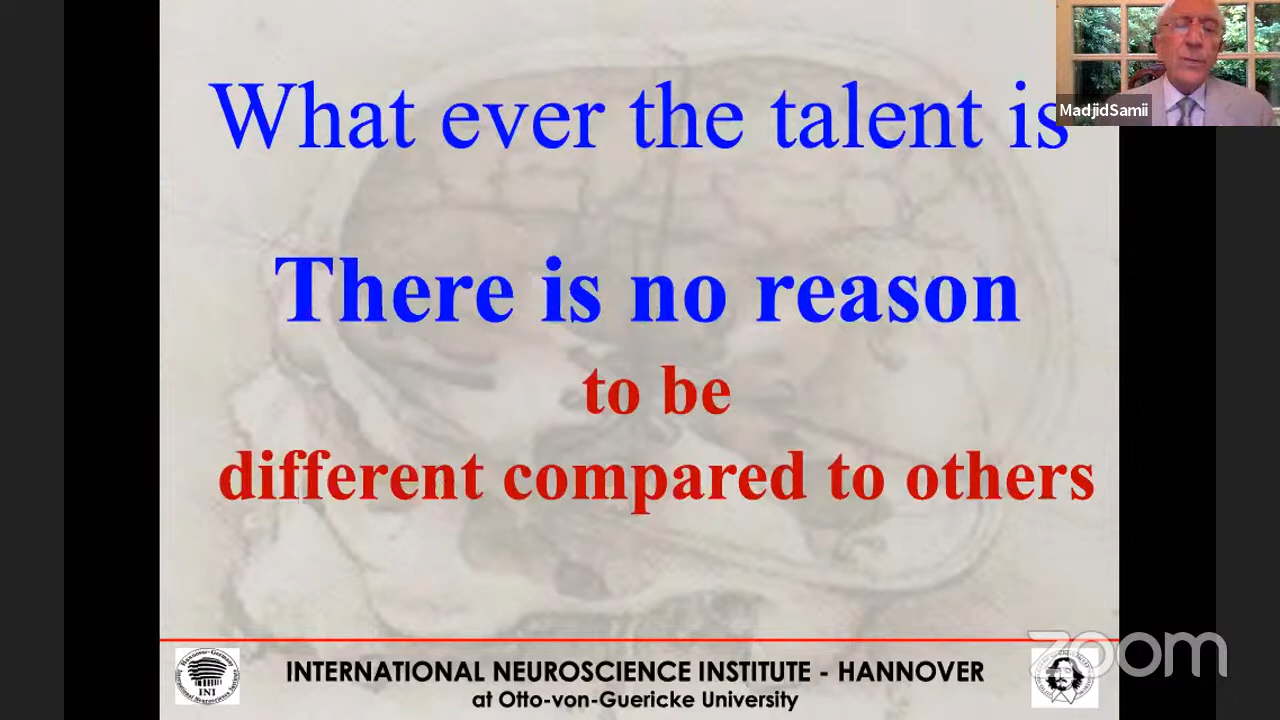 What ever the talent is
MadjidSamii
There is no reason
to be
different compared to others
INTERNATIONAL NEUROSCIENCE INSTITUTE - HANNOVER
at Otto-von-Guericke University
INI
zoom